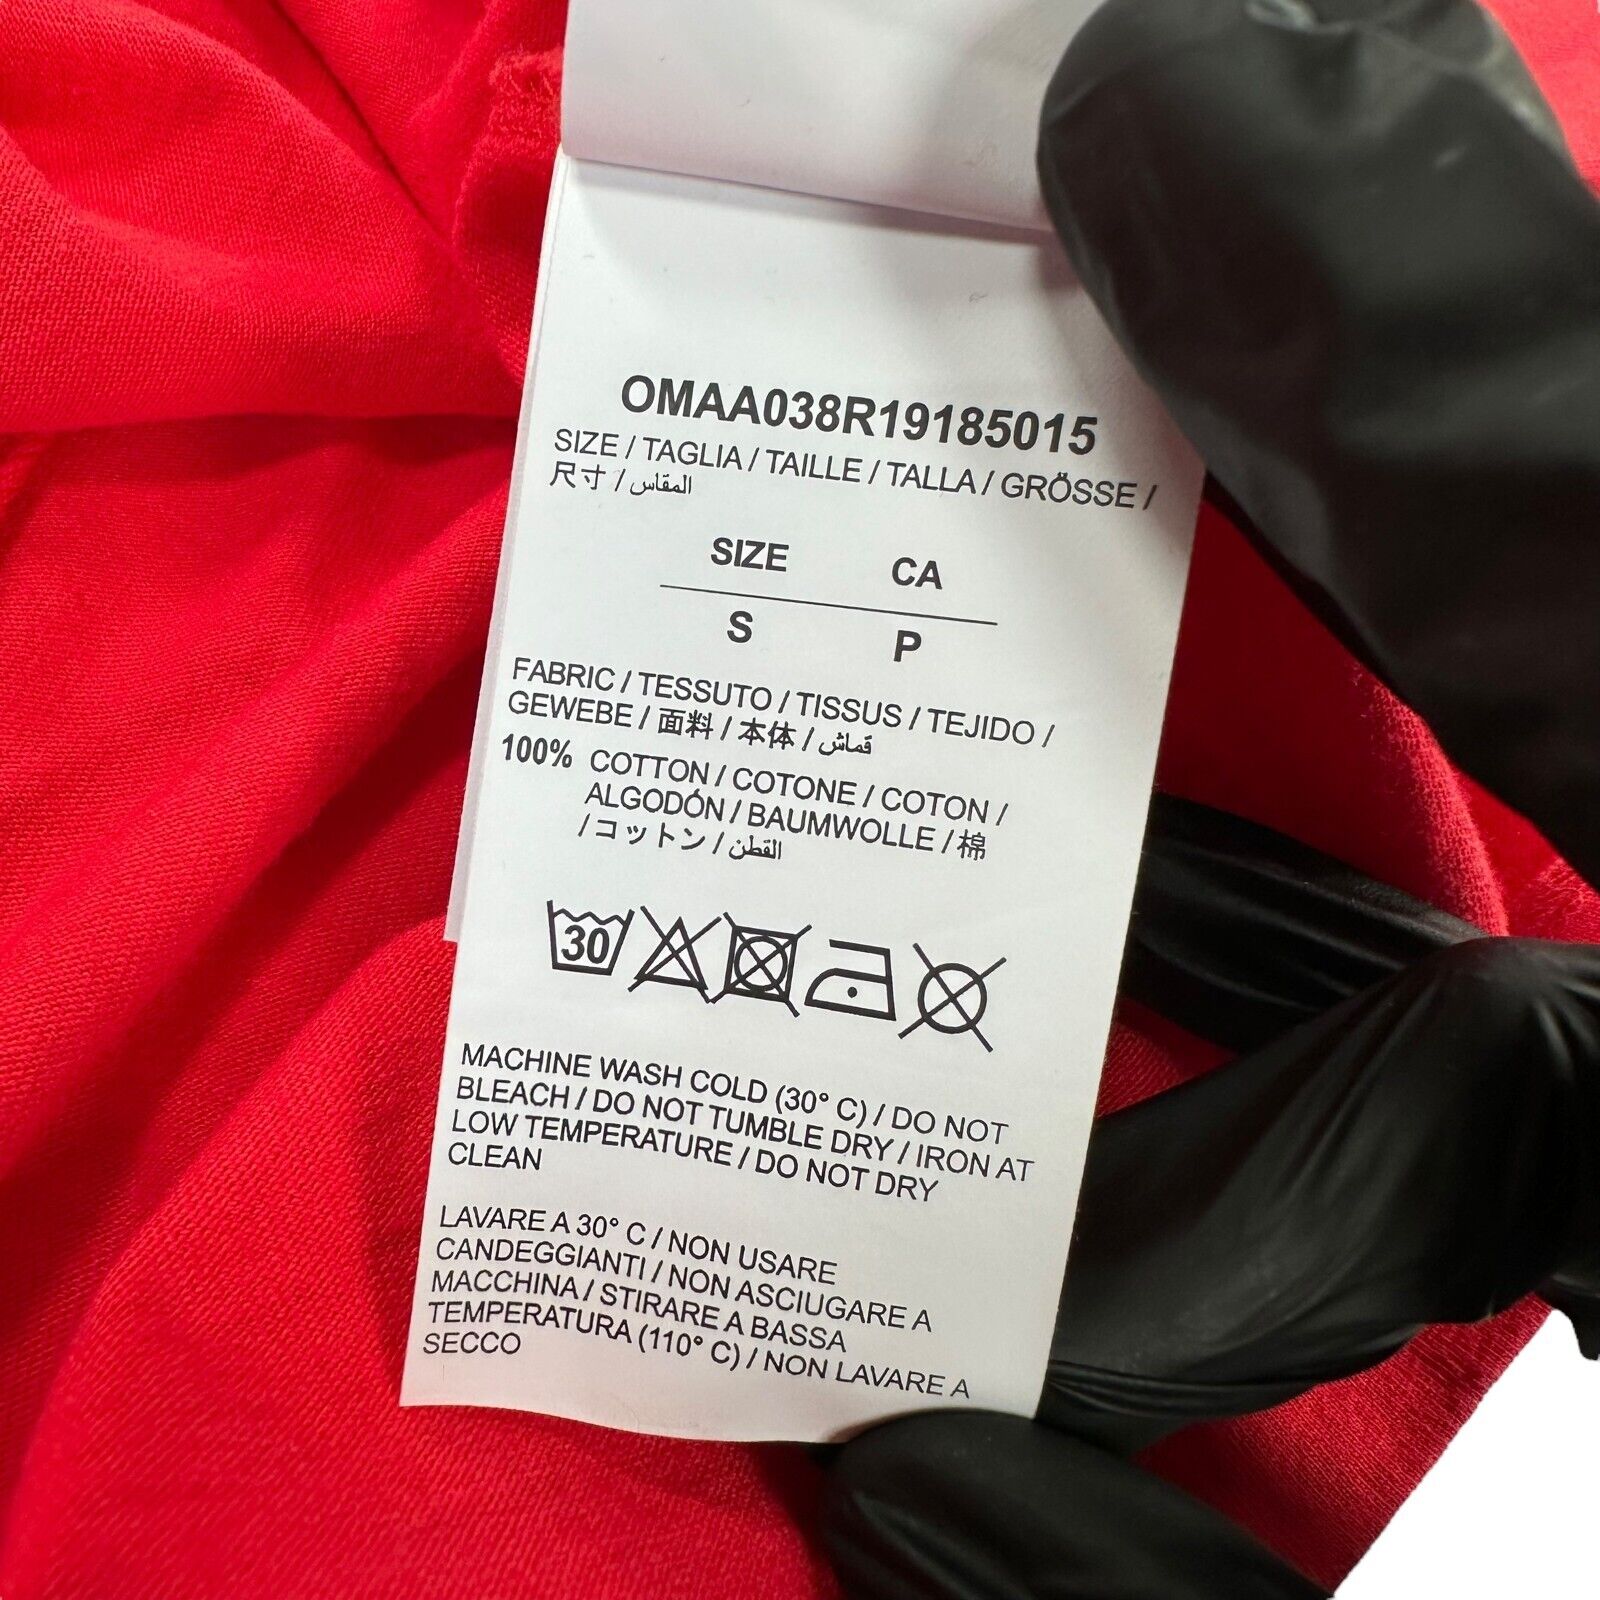 OMAA038R19185015
SIZE / TAGLIA / TAILLE / TALLA / GRÖSSE /
尺寸 / المقاس
SIZE CA
S P
FABRIC / TESSUTO / TISSUS / TEJIDO /
GEWEBE / 面料 / 本体 / قماش
100% COTTON / COTONE / COTON /
ALGODÓN / BAUMWOLLE / 棉
/ コットン / القطن
30
MACHINE WASH COLD (30° C) / DO NOT
BLEACH / DO NOT TUMBLE DRY / IRON AT
LOW TEMPERATURE / DO NOT DRY
CLEAN
LAVARE A 30° C / NON USARE
CANDEGGIANTI / NON ASCIUGARE A
MACCHINA / STIRARE A BASSA
TEMPERATURA (110° C) / NON LAVARE A
SECCO